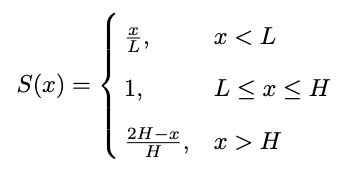 S(x) = { x/L, x < L
1, L ≤ x ≤ H
(2H−x)/H, x > H